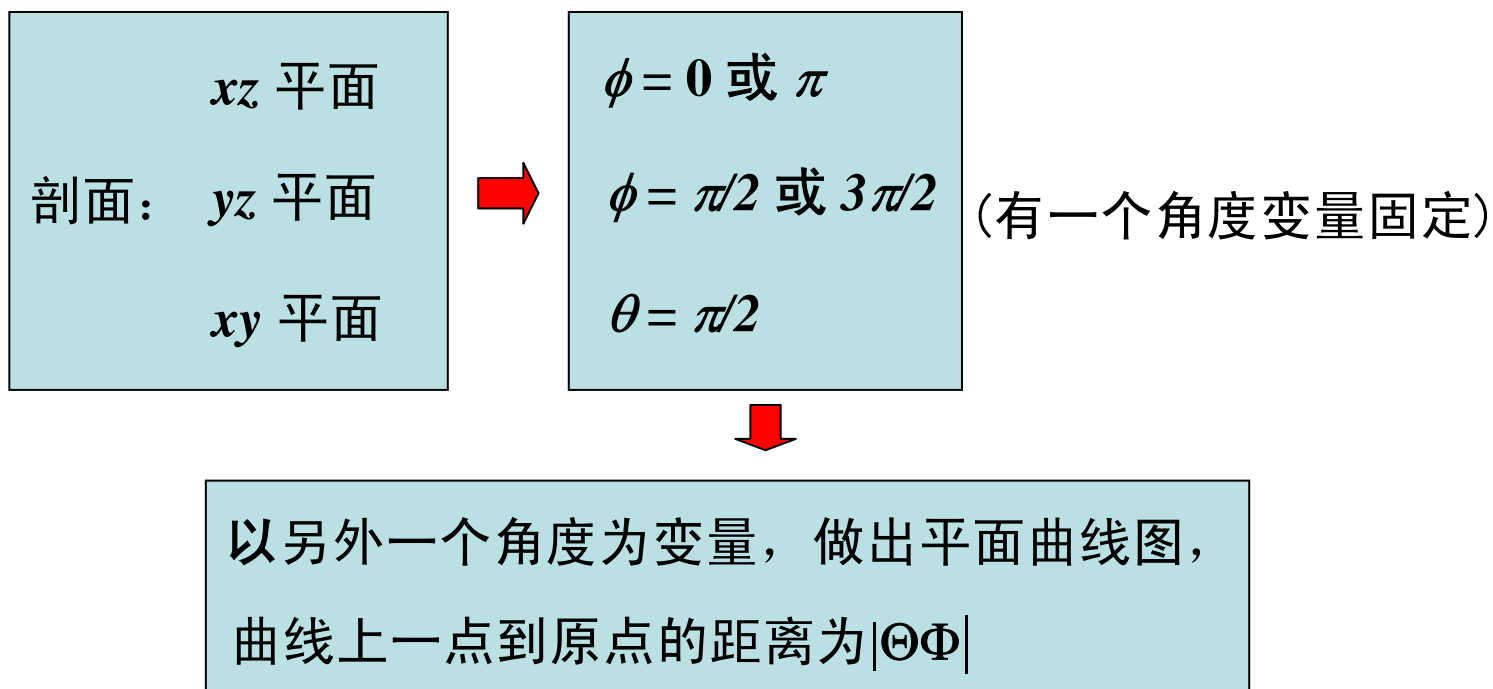 xz 平面
剖面： yz 平面
xy 平面
ϕ = 0 或 π
ϕ = π/2 或 3π/2
θ = π/2
(有一个角度变量固定)
以另外一个角度为变量，做出平面曲线图，
曲线上一点到原点的距离为|ΘΦ|